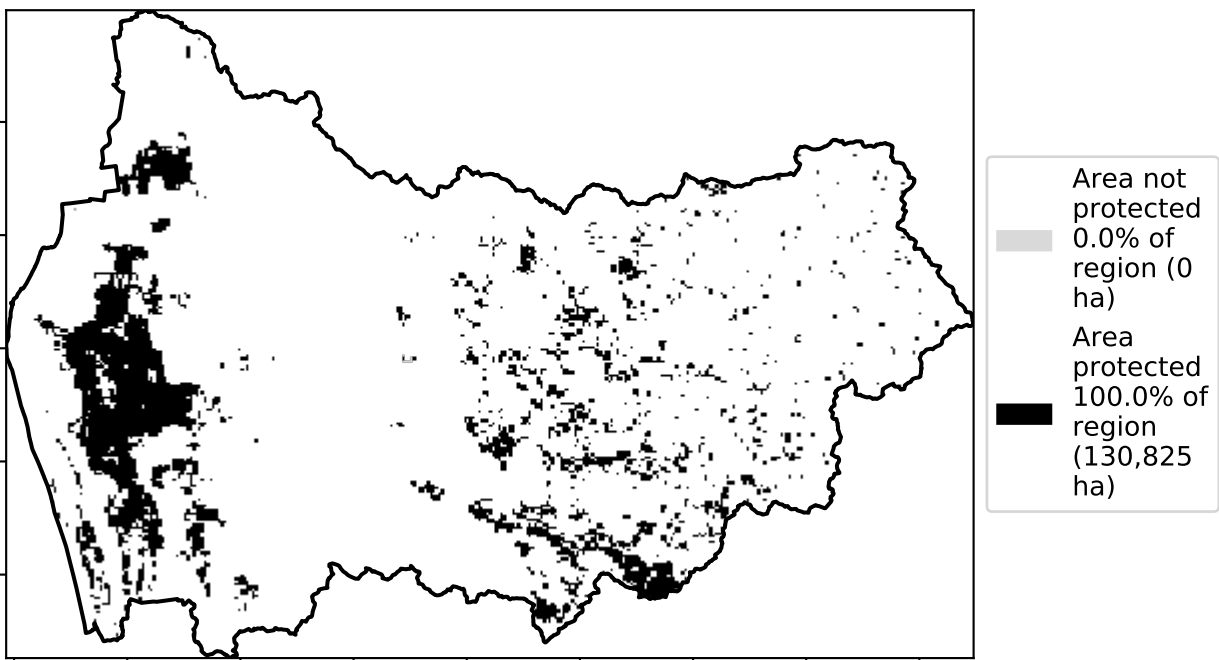 Area not
protected
0.0% of
region (0
ha)
Area
protected
100.0% of
region
(130,825
ha)